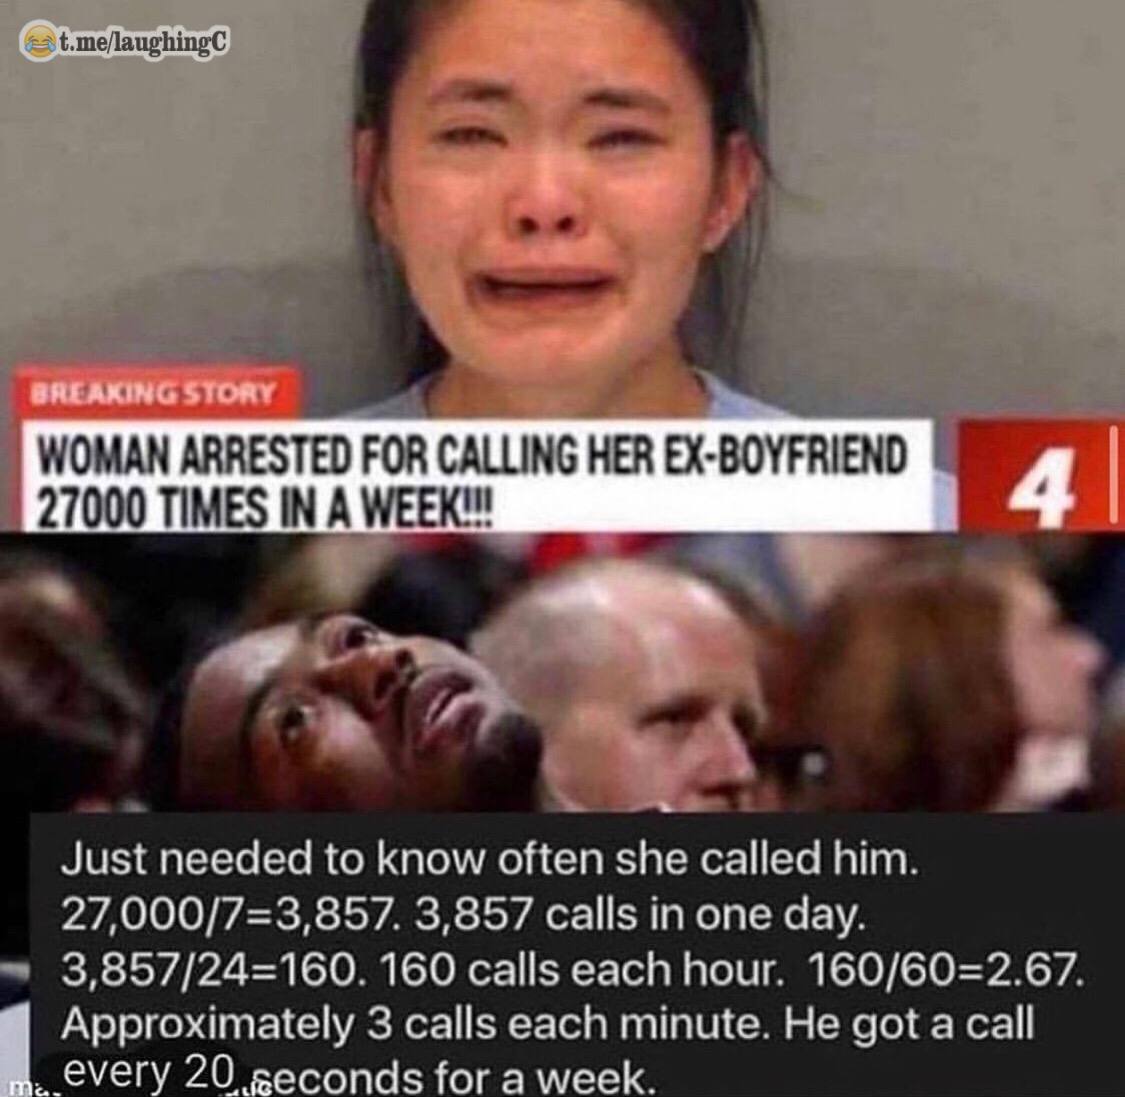 t.me/laughingC
BREAKING STORY
WOMAN ARRESTED FOR CALLING HER EX-BOYFRIEND
27000 TIMES IN A WEEK!!!
4
Just needed to know often she called him.
27,000/7=3,857. 3,857 calls in one day.
3,857/24=160. 160 calls each hour. 160/60=2.67.
Approximately 3 calls each minute. He got a call
every 20 seconds for a week.